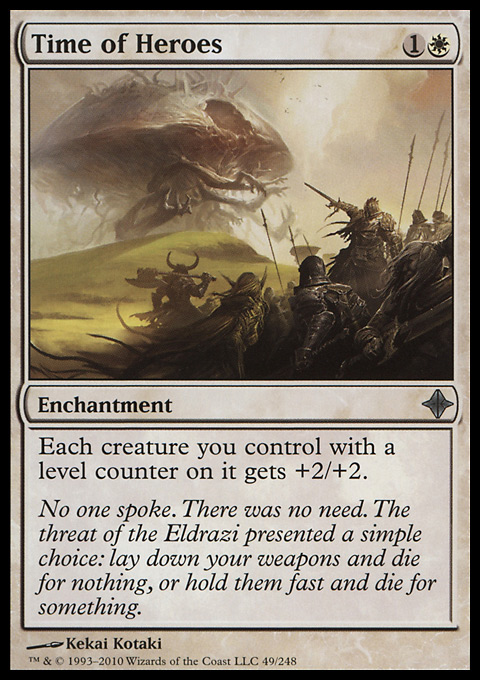 Time of Heroes 1
Enchantment
Each creature you control with a
level counter on it gets +2/+2.
No one spoke. There was no need. The
threat of the Eldrazi presented a simple
choice: lay down your weapons and die
for nothing, or hold them fast and die for
something.
Kekai Kotaki
™ & © 1993–2010 Wizards of the Coast LLC 49/248